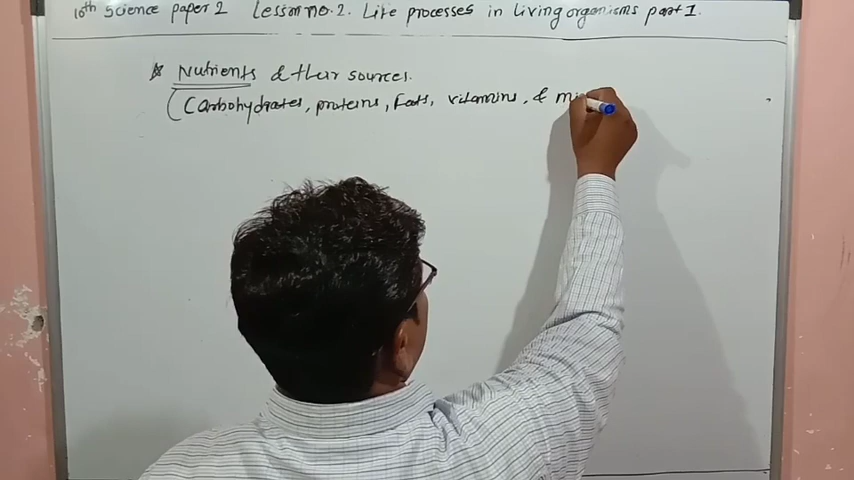 10th Science paper 2 Lesson no. 2. Life processes in living organisms part 1.
* Nutrients & their sources.
(Carbohydrates, proteins, Fats, vitamins, & mi